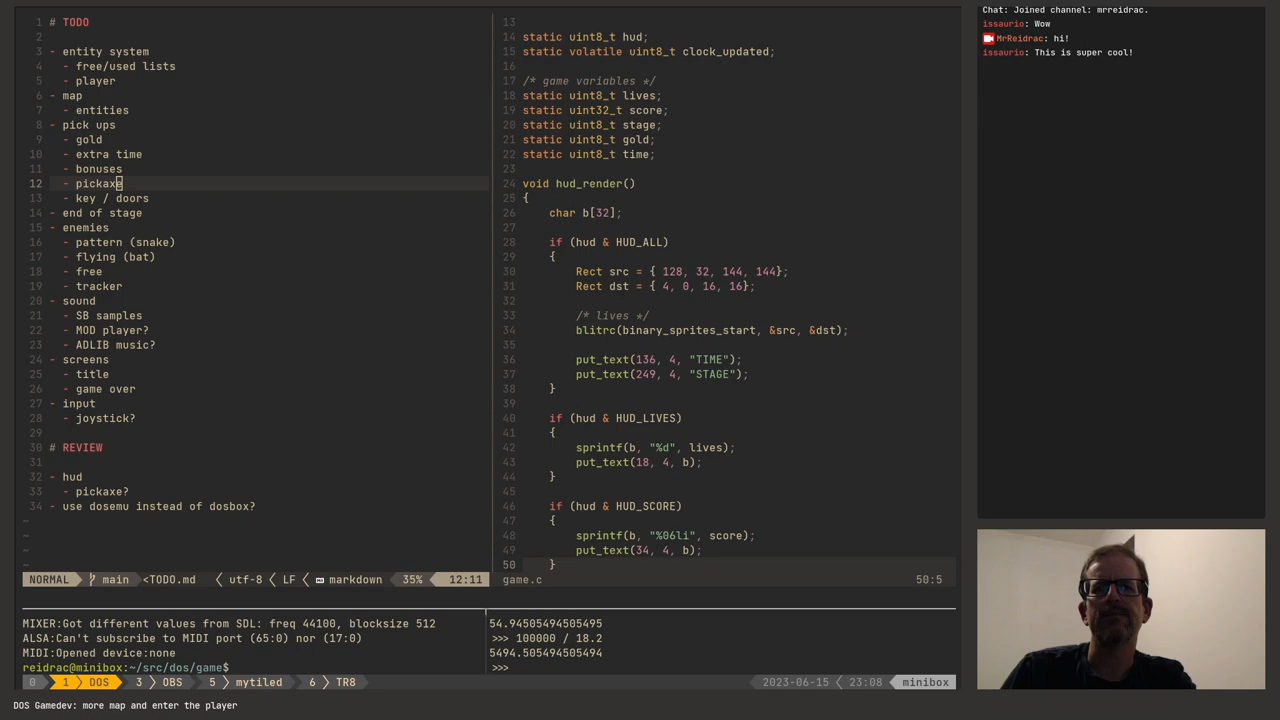 1 # TODO
2
3 - entity system
4   - free/used lists
5   - player
6 - map
7   - entities
8 - pick ups
9   - gold
10   - extra time
11   - bonuses
12   - pickaxe
13   - key / doors
14 - end of stage
15 - enemies
16   - pattern (snake)
17   - flying (bat)
18   - free
19   - tracker
20 - sound
21   - SB samples
22   - MOD player?
23   - ADLIB music?
24 - screens
25   - title
26   - game over
27 - input
28   - joystick?
29
30 # REVIEW
31
32 - hud
33   - pickaxe?
34 - use dosemu instead of dosbox?
~
~
~
~
NORMAL main <TODO.md utf-8 LF markdown 35% 12:11
13
14 static uint8_t hud;
15 static volatile uint8_t clock_updated;
16
17 /* game variables */
18 static uint8_t lives;
19 static uint32_t score;
20 static uint8_t stage;
21 static uint8_t gold;
22 static uint8_t time;
23
24 void hud_render()
25 {
26     char b[32];
27
28     if (hud & HUD_ALL)
29     {
30         Rect src = { 128, 32, 144, 144};
31         Rect dst = { 4, 0, 16, 16};
32
33         /* lives */
34         blitrc(binary_sprites_start, &src, &dst);
35
36         put_text(136, 4, "TIME");
37         put_text(249, 4, "STAGE");
38     }
39
40     if (hud & HUD_LIVES)
41     {
42         sprintf(b, "%d", lives);
43         put_text(18, 4, b);
44     }
45
46     if (hud & HUD_SCORE)
47     {
48         sprintf(b, "%06li", score);
49         put_text(34, 4, b);
50     }
game.c 50:5
MIXER:Got different values from SDL: freq 44100, blocksize 512
ALSA:Can't subscribe to MIDI port (65:0) nor (17:0)
MIDI:Opened device:none
reidrac@minibox:~/src/dos/game$
54.94505494505495
>>> 100000 / 18.2
5494.505494505494
>>>
0 1 > DOS 3 > OBS 5 > mytiled 6 > TR8 2023-06-15 < 23:08 minibox
DOS Gamedev: more map and enter the player
Chat: Joined channel: mrreidrac.
issaurio: Wow
MrReidrac: hi!
issaurio: This is super cool!